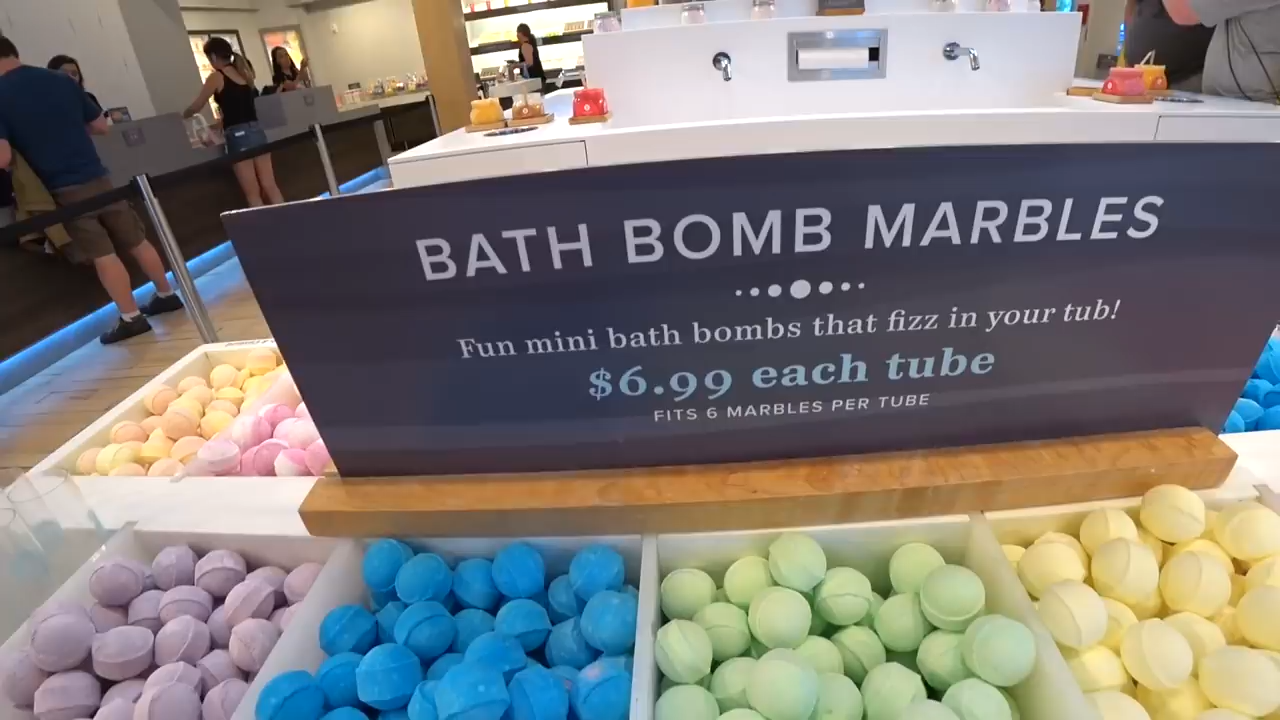 BATH BOMB MARBLES
Fun mini bath bombs that fizz in your tub!
$6.99 each tube
FITS 6 MARBLES PER TUBE